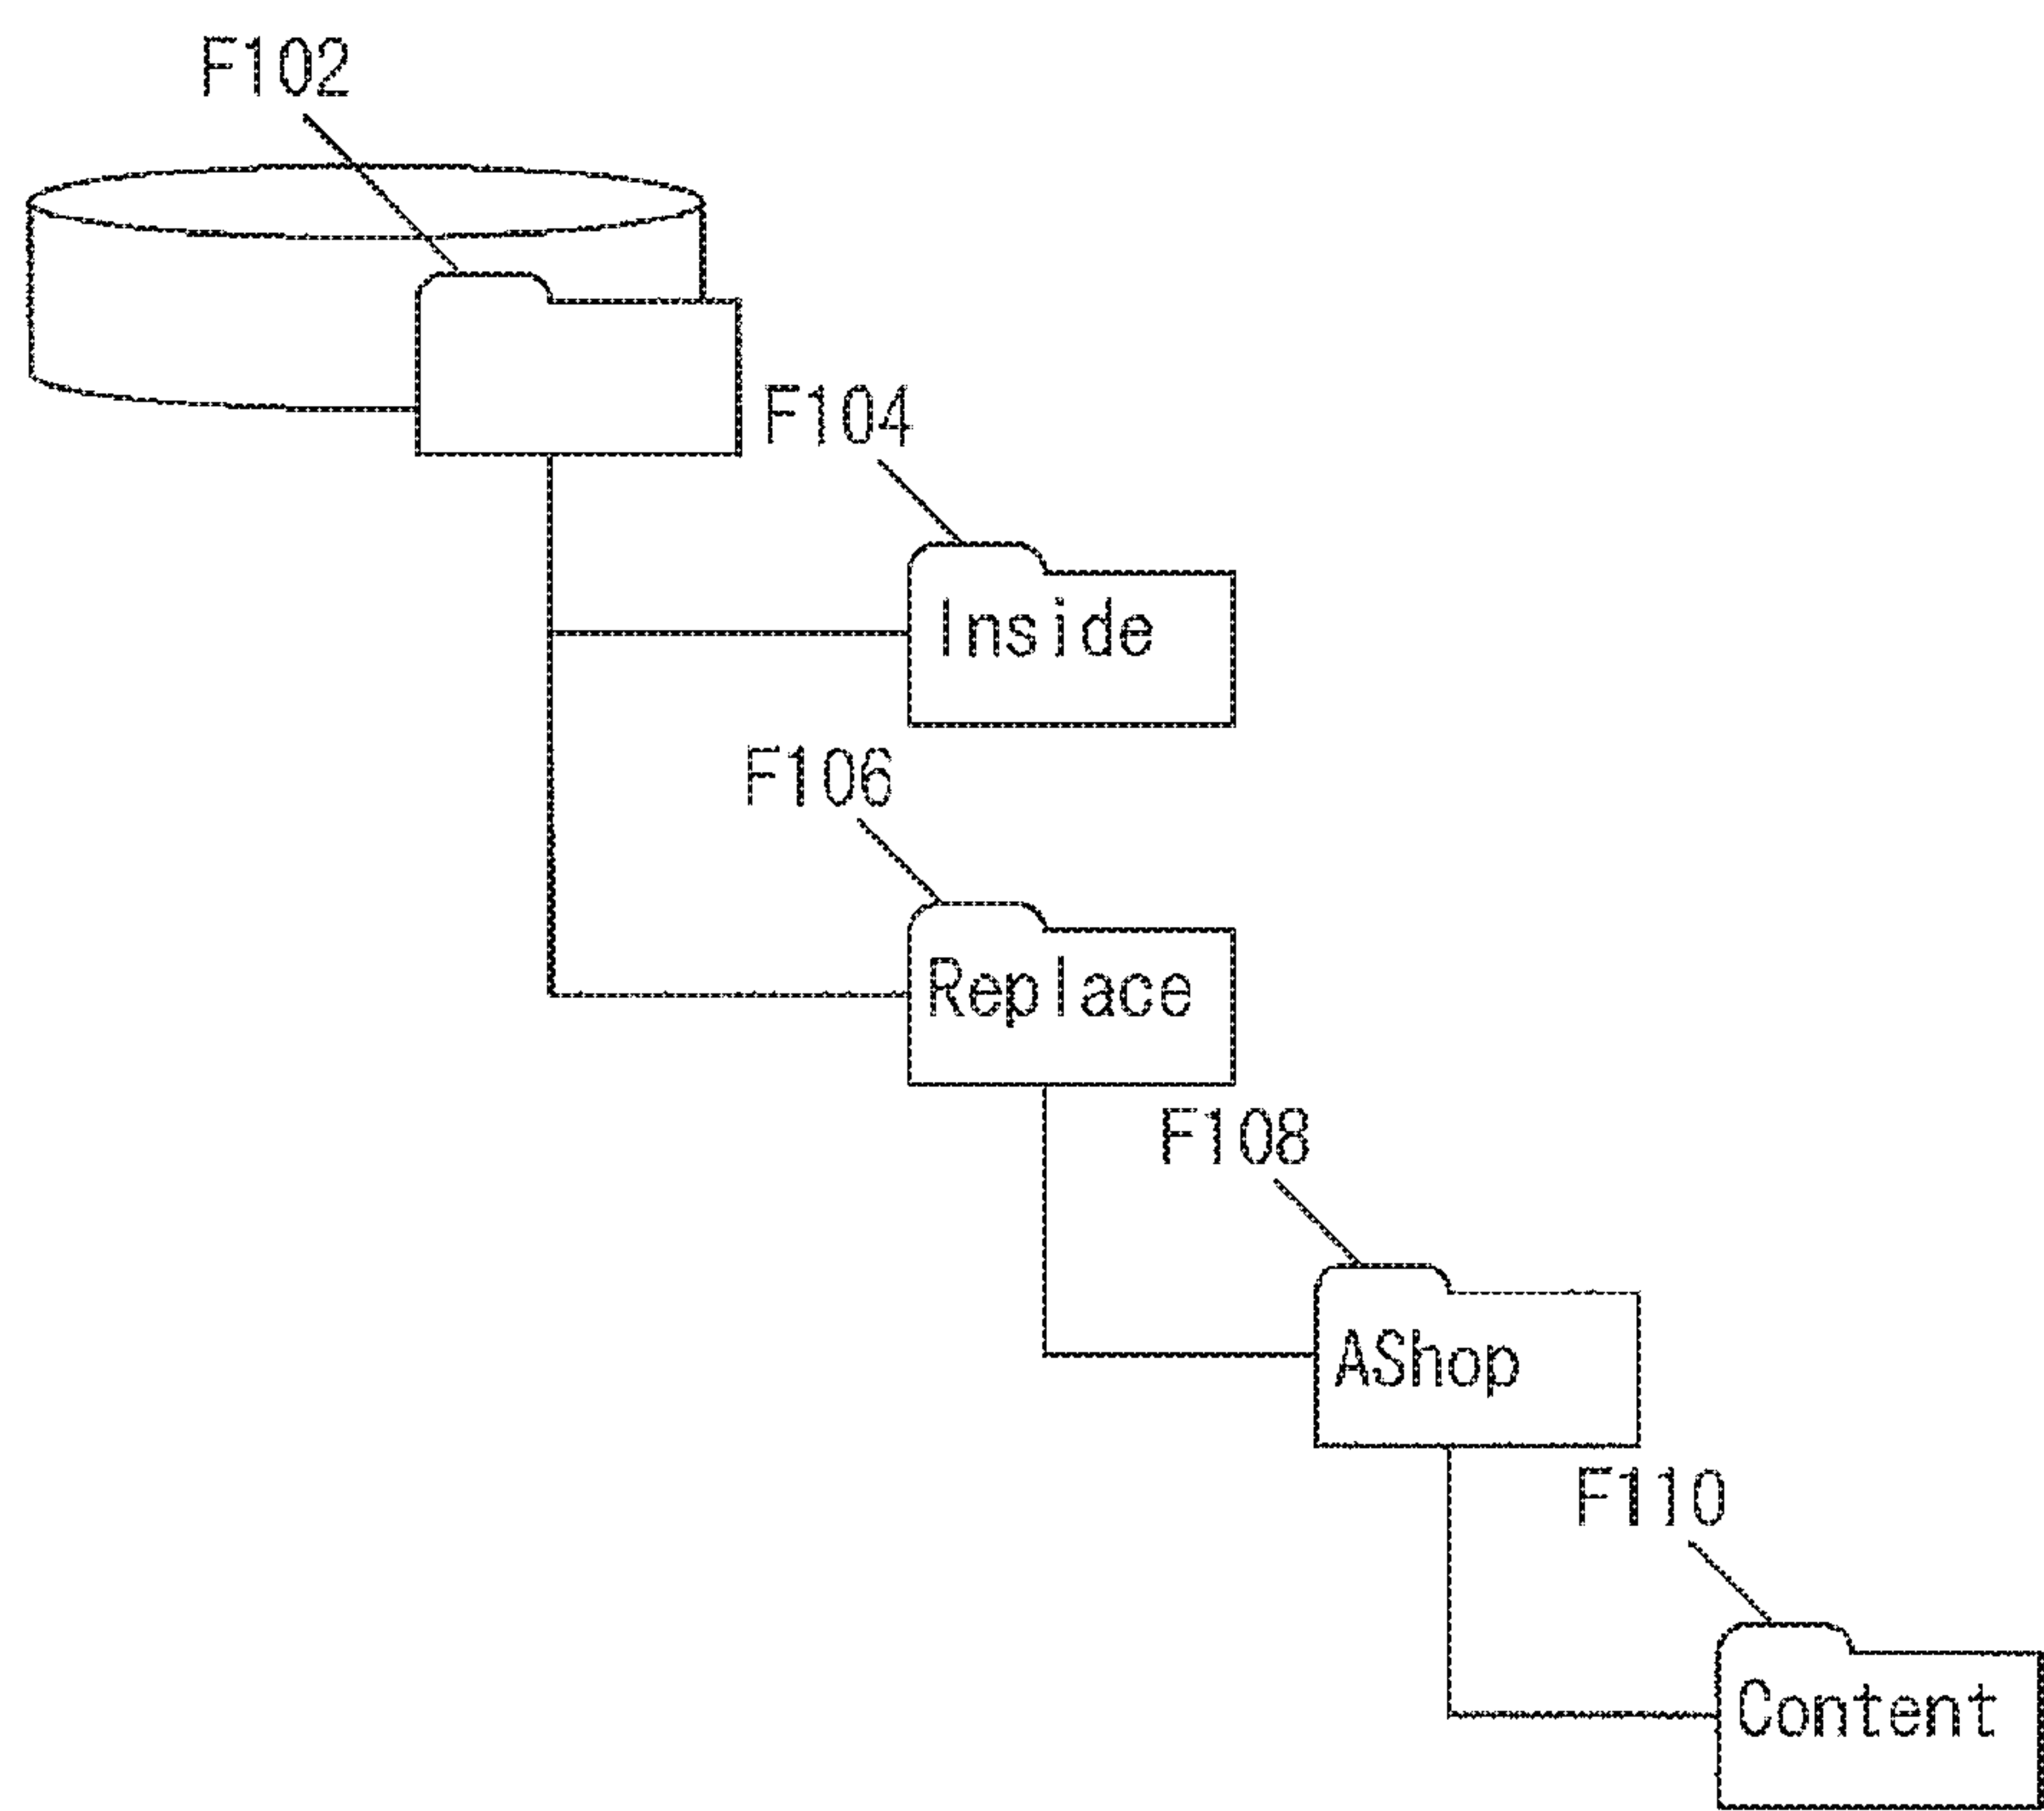 F102
F104
Inside
F106
Replace
F108
AShop
F110
Content